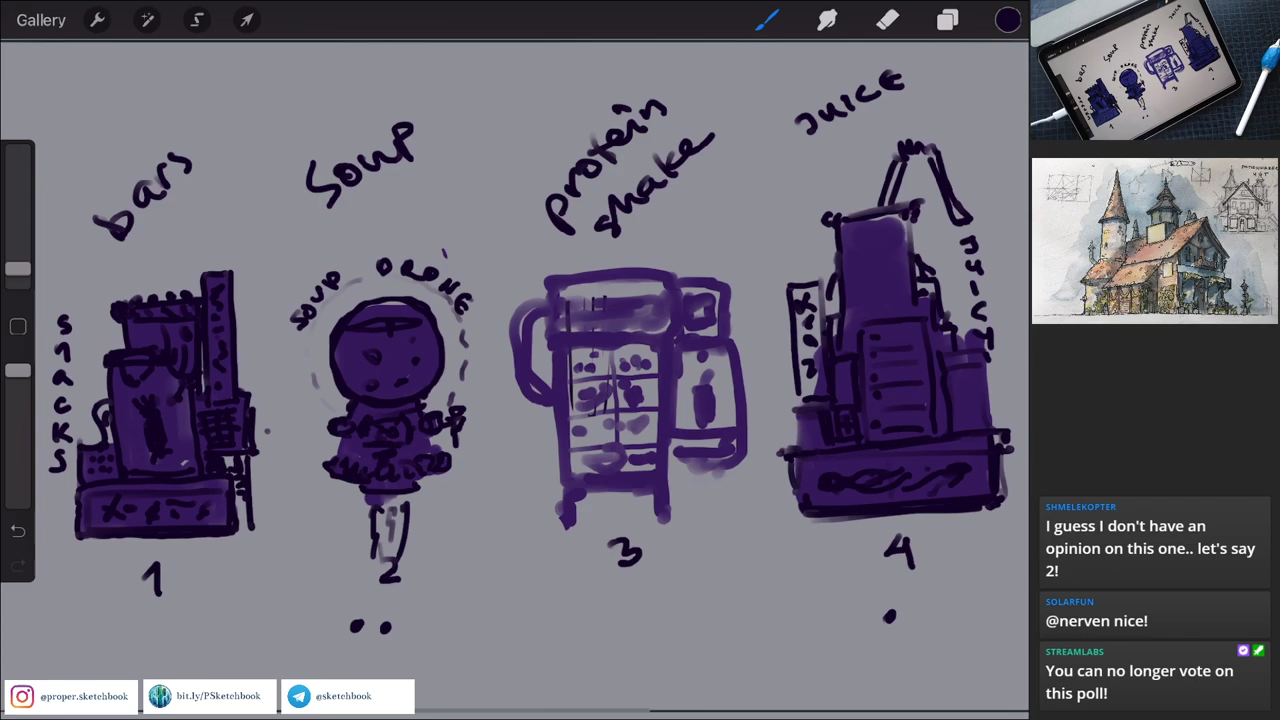 Gallery
bars
Soup
protein
shake
JUICE
SNACKS
SOUP DRONE
1
2
3
4
SHMELEKOPTER
I guess I don't have an
opinion on this one.. let's say
2!
SOLARFUN
@nerven nice!
STREAMLABS
You can no longer vote on
this poll!
@proper.sketchbook
bit.ly/PSketchbook
@sketchbook